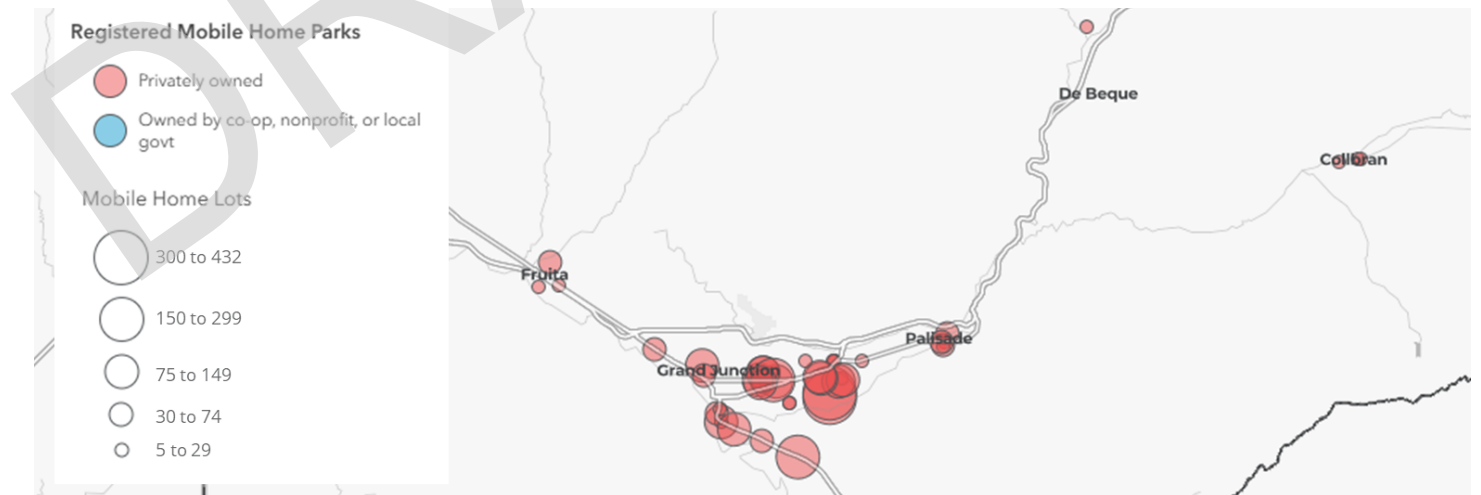 Registered Mobile Home Parks
Privately owned
Owned by co-op, nonprofit, or local
govt
Mobile Home Lots
300 to 432
150 to 299
75 to 149
30 to 74
5 to 29
De Beque
Collbran
Fruita
Palisade
Grand Junction